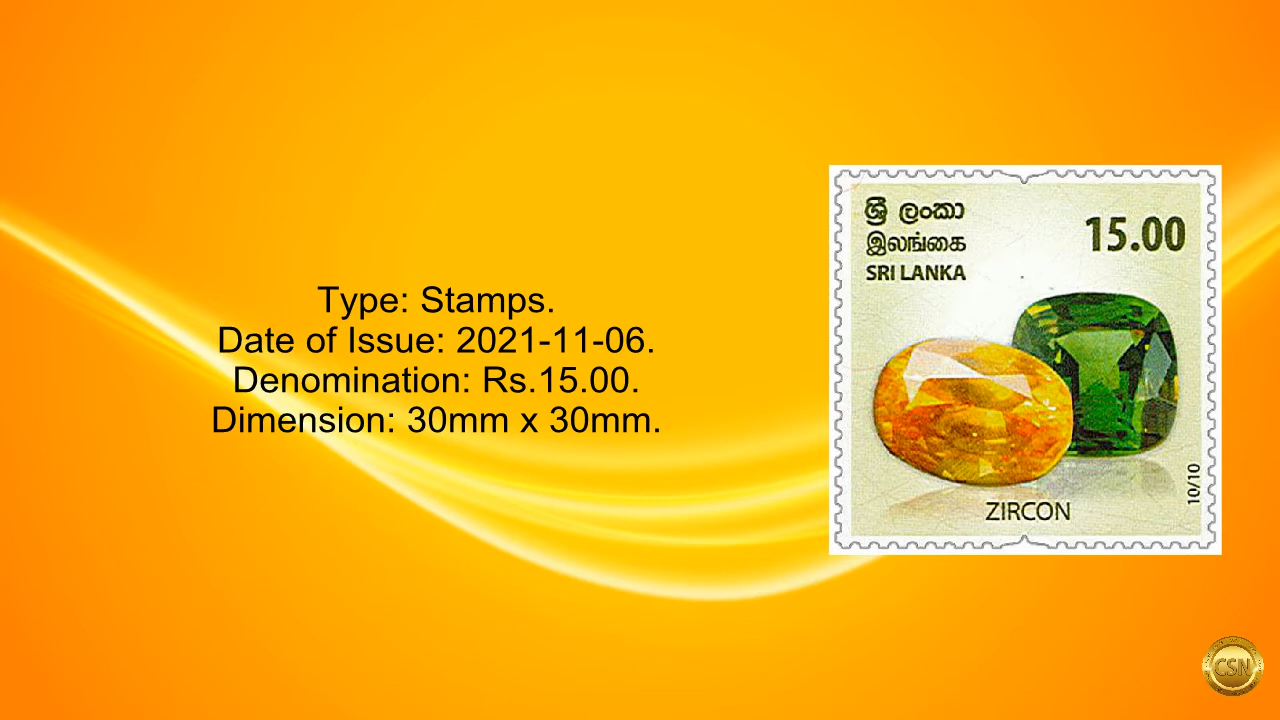 Type: Stamps.
Date of Issue: 2021-11-06.
Denomination: Rs.15.00.
Dimension: 30mm x 30mm.
ශ්‍රී ලංකා
இலங்கை
SRI LANKA
15.00
ZIRCON
10/10
CSN